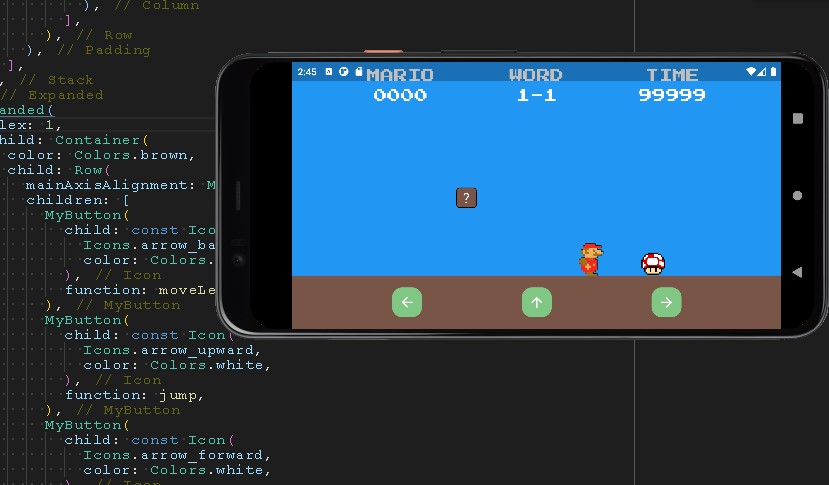 ), // Column
],
), // Row
), // Padding
],
, // Stack
// Expanded
anded(
lex: 1,
hild: Container(
color: Colors.brown,
child: Row(
mainAxisAlignment: M
children: [
MyButton(
child: const Ico
Icons.arrow_ba
color: Colors.
), // Icon
function: moveLe
), // MyButton
MyButton(
child: const Icon(
Icons.arrow_upward,
color: Colors.white,
), // Icon
function: jump,
), // MyButton
MyButton(
child: const Icon(
Icons.arrow_forward,
color: Colors.white,
), // Icon
2:45
MARIO WORD TIME
0000 1-1 99999
?